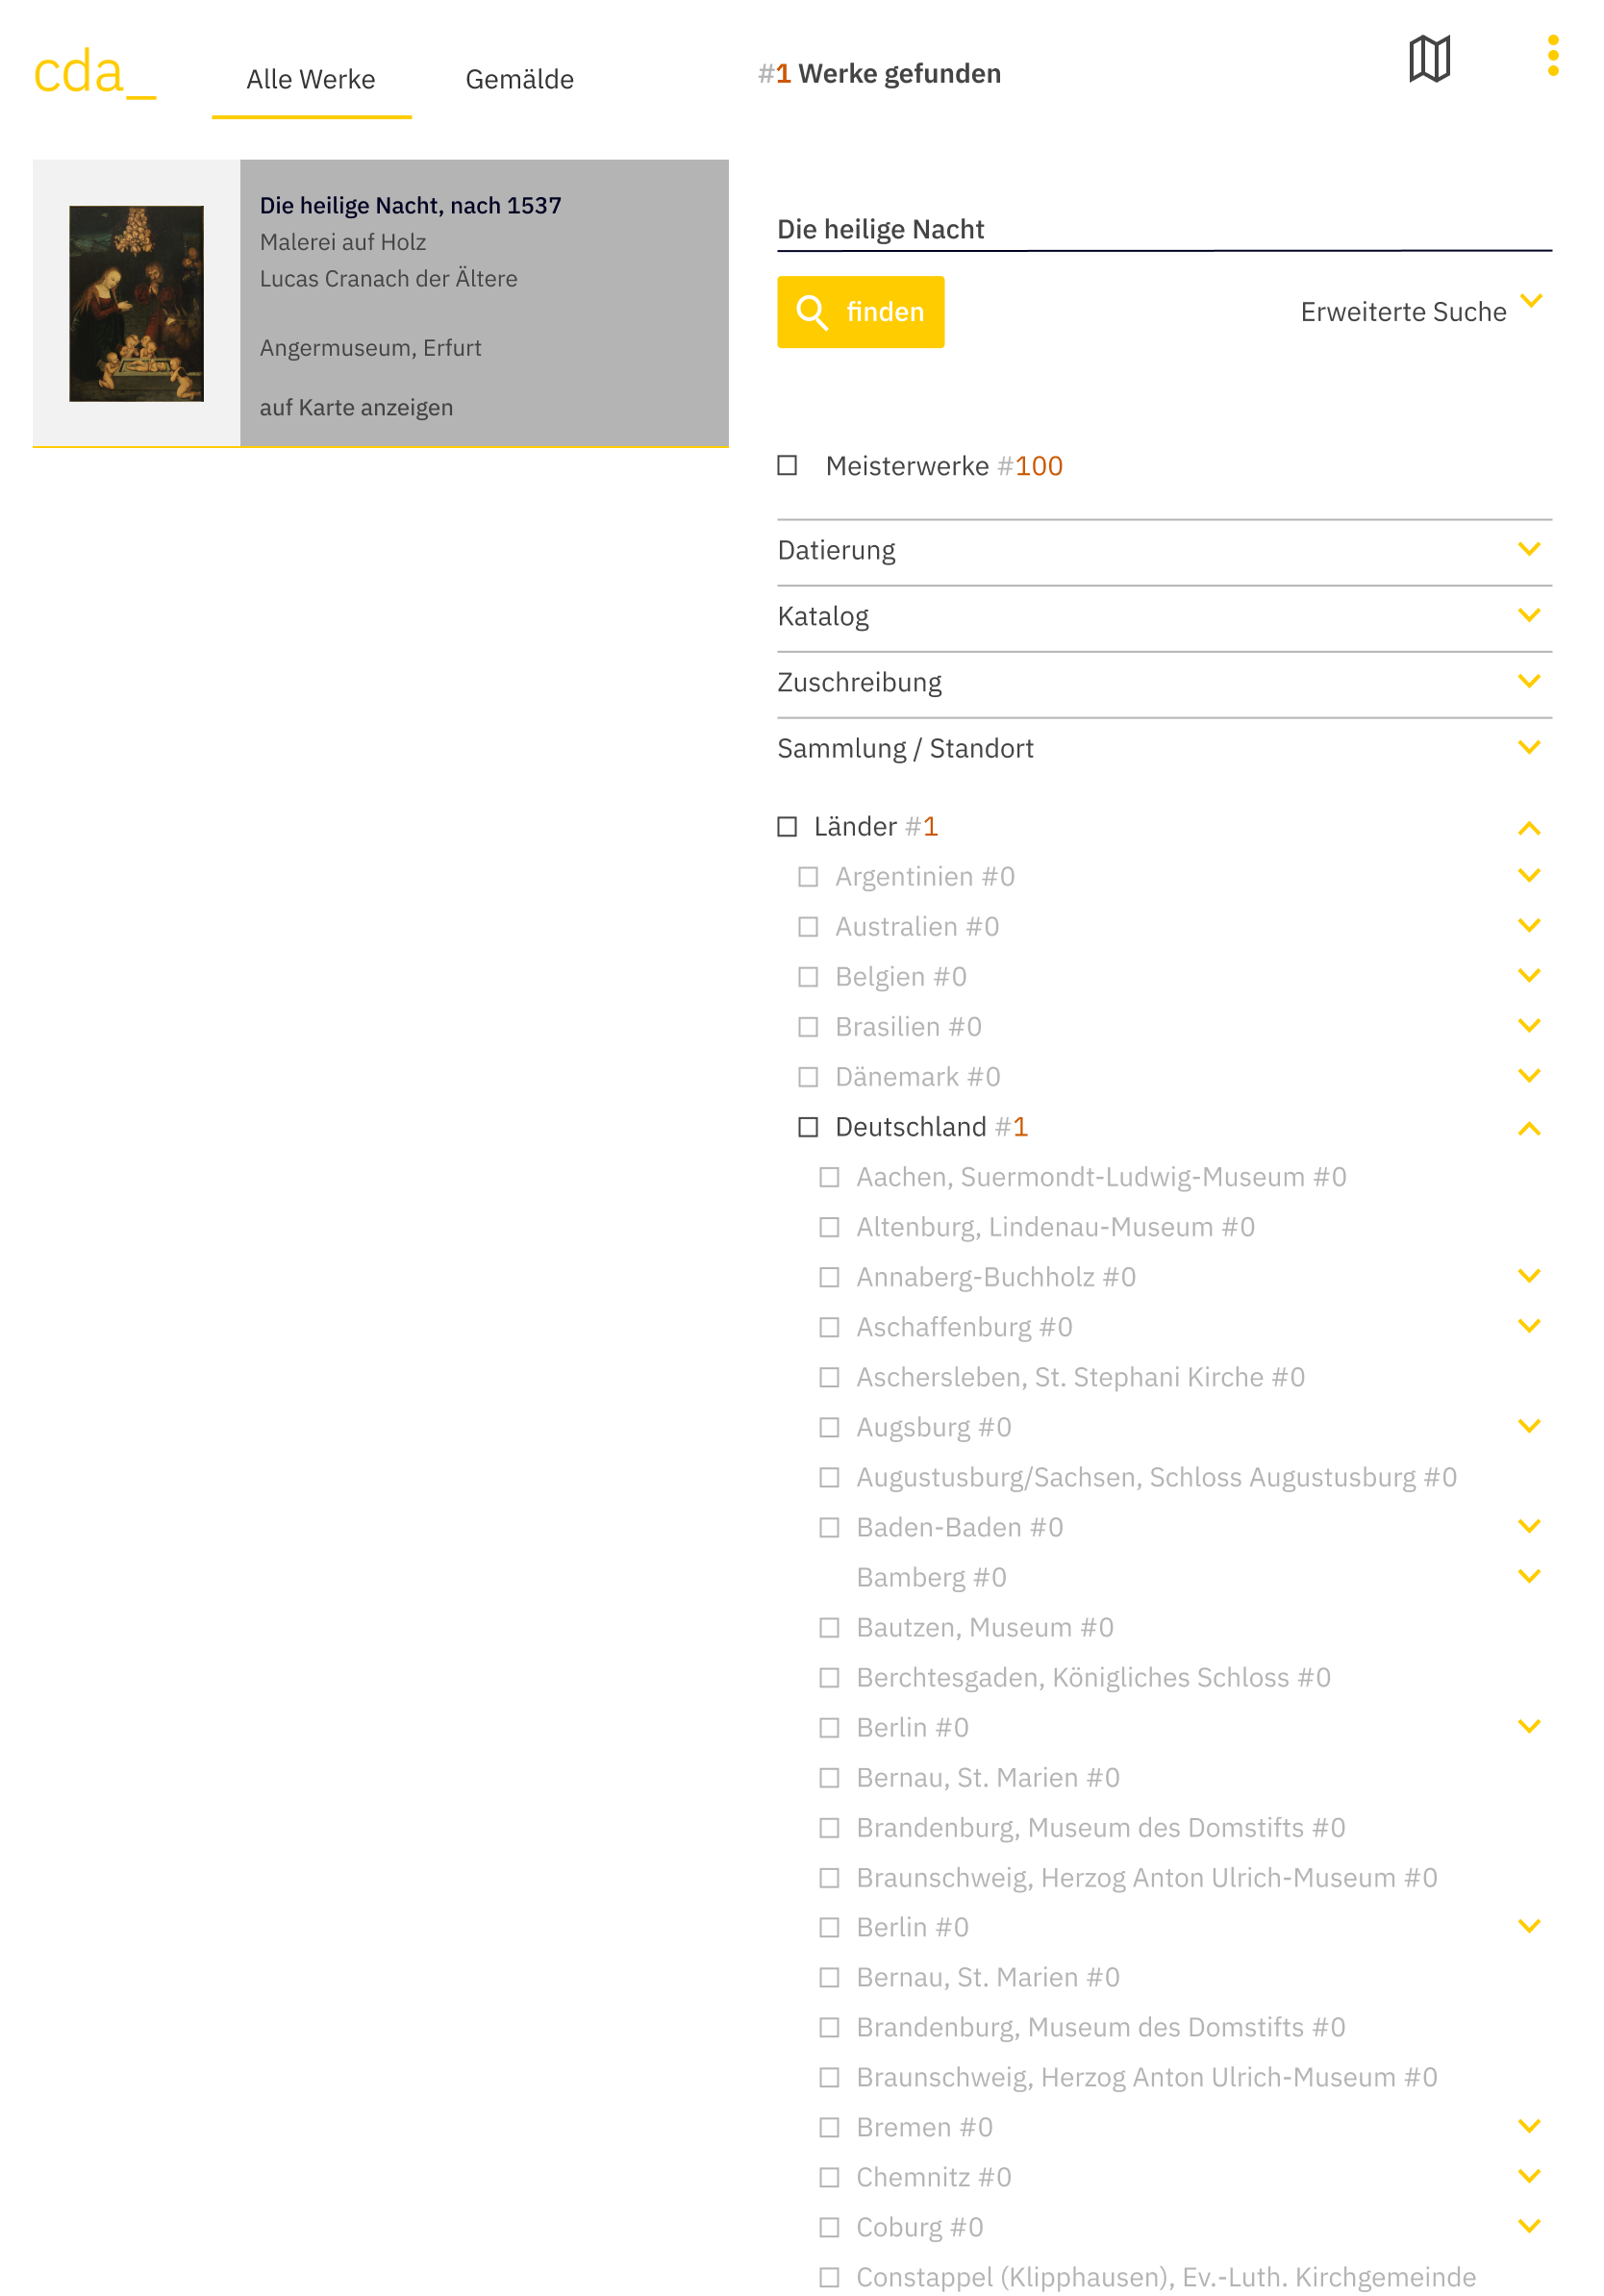 cda_
Alle Werke
Gemälde
#1 Werke gefunden
Die heilige Nacht, nach 1537
Malerei auf Holz
Lucas Cranach der Ältere
Angermuseum, Erfurt
auf Karte anzeigen
Die heilige Nacht
finden
Erweiterte Suche
Meisterwerke #100
Datierung
Katalog
Zuschreibung
Sammlung / Standort
Länder #1
Argentinien #0
Australien #0
Belgien #0
Brasilien #0
Dänemark #0
Deutschland #1
Aachen, Suermondt-Ludwig-Museum #0
Altenburg, Lindenau-Museum #0
Annaberg-Buchholz #0
Aschaffenburg #0
Aschersleben, St. Stephani Kirche #0
Augsburg #0
Augustusburg/Sachsen, Schloss Augustusburg #0
Baden-Baden #0
Bamberg #0
Bautzen, Museum #0
Berchtesgaden, Königliches Schloss #0
Berlin #0
Bernau, St. Marien #0
Brandenburg, Museum des Domstifts #0
Braunschweig, Herzog Anton Ulrich-Museum #0
Berlin #0
Bernau, St. Marien #0
Brandenburg, Museum des Domstifts #0
Braunschweig, Herzog Anton Ulrich-Museum #0
Bremen #0
Chemnitz #0
Coburg #0
Constappel (Klipphausen), Ev.-Luth. Kirchgemeinde